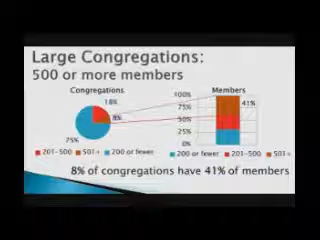 Large Congregations:
500 or more members
Congregations
Members
18%
8%
75%
100%
75%
50%
25%
0%
41%
201-500 501+ 200 or fewer
200 or fewer 201-500 501+
8% of congregations have 41% of members